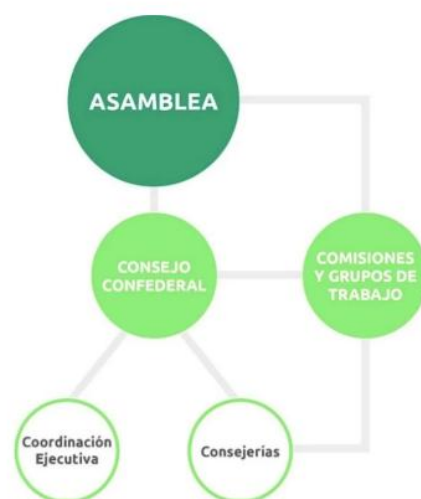 ASAMBLEA
CONSEJO
CONFEDERAL
COMISIONES
Y GRUPOS DE
TRABAJO
Coordinación
Ejecutiva
Consejerías